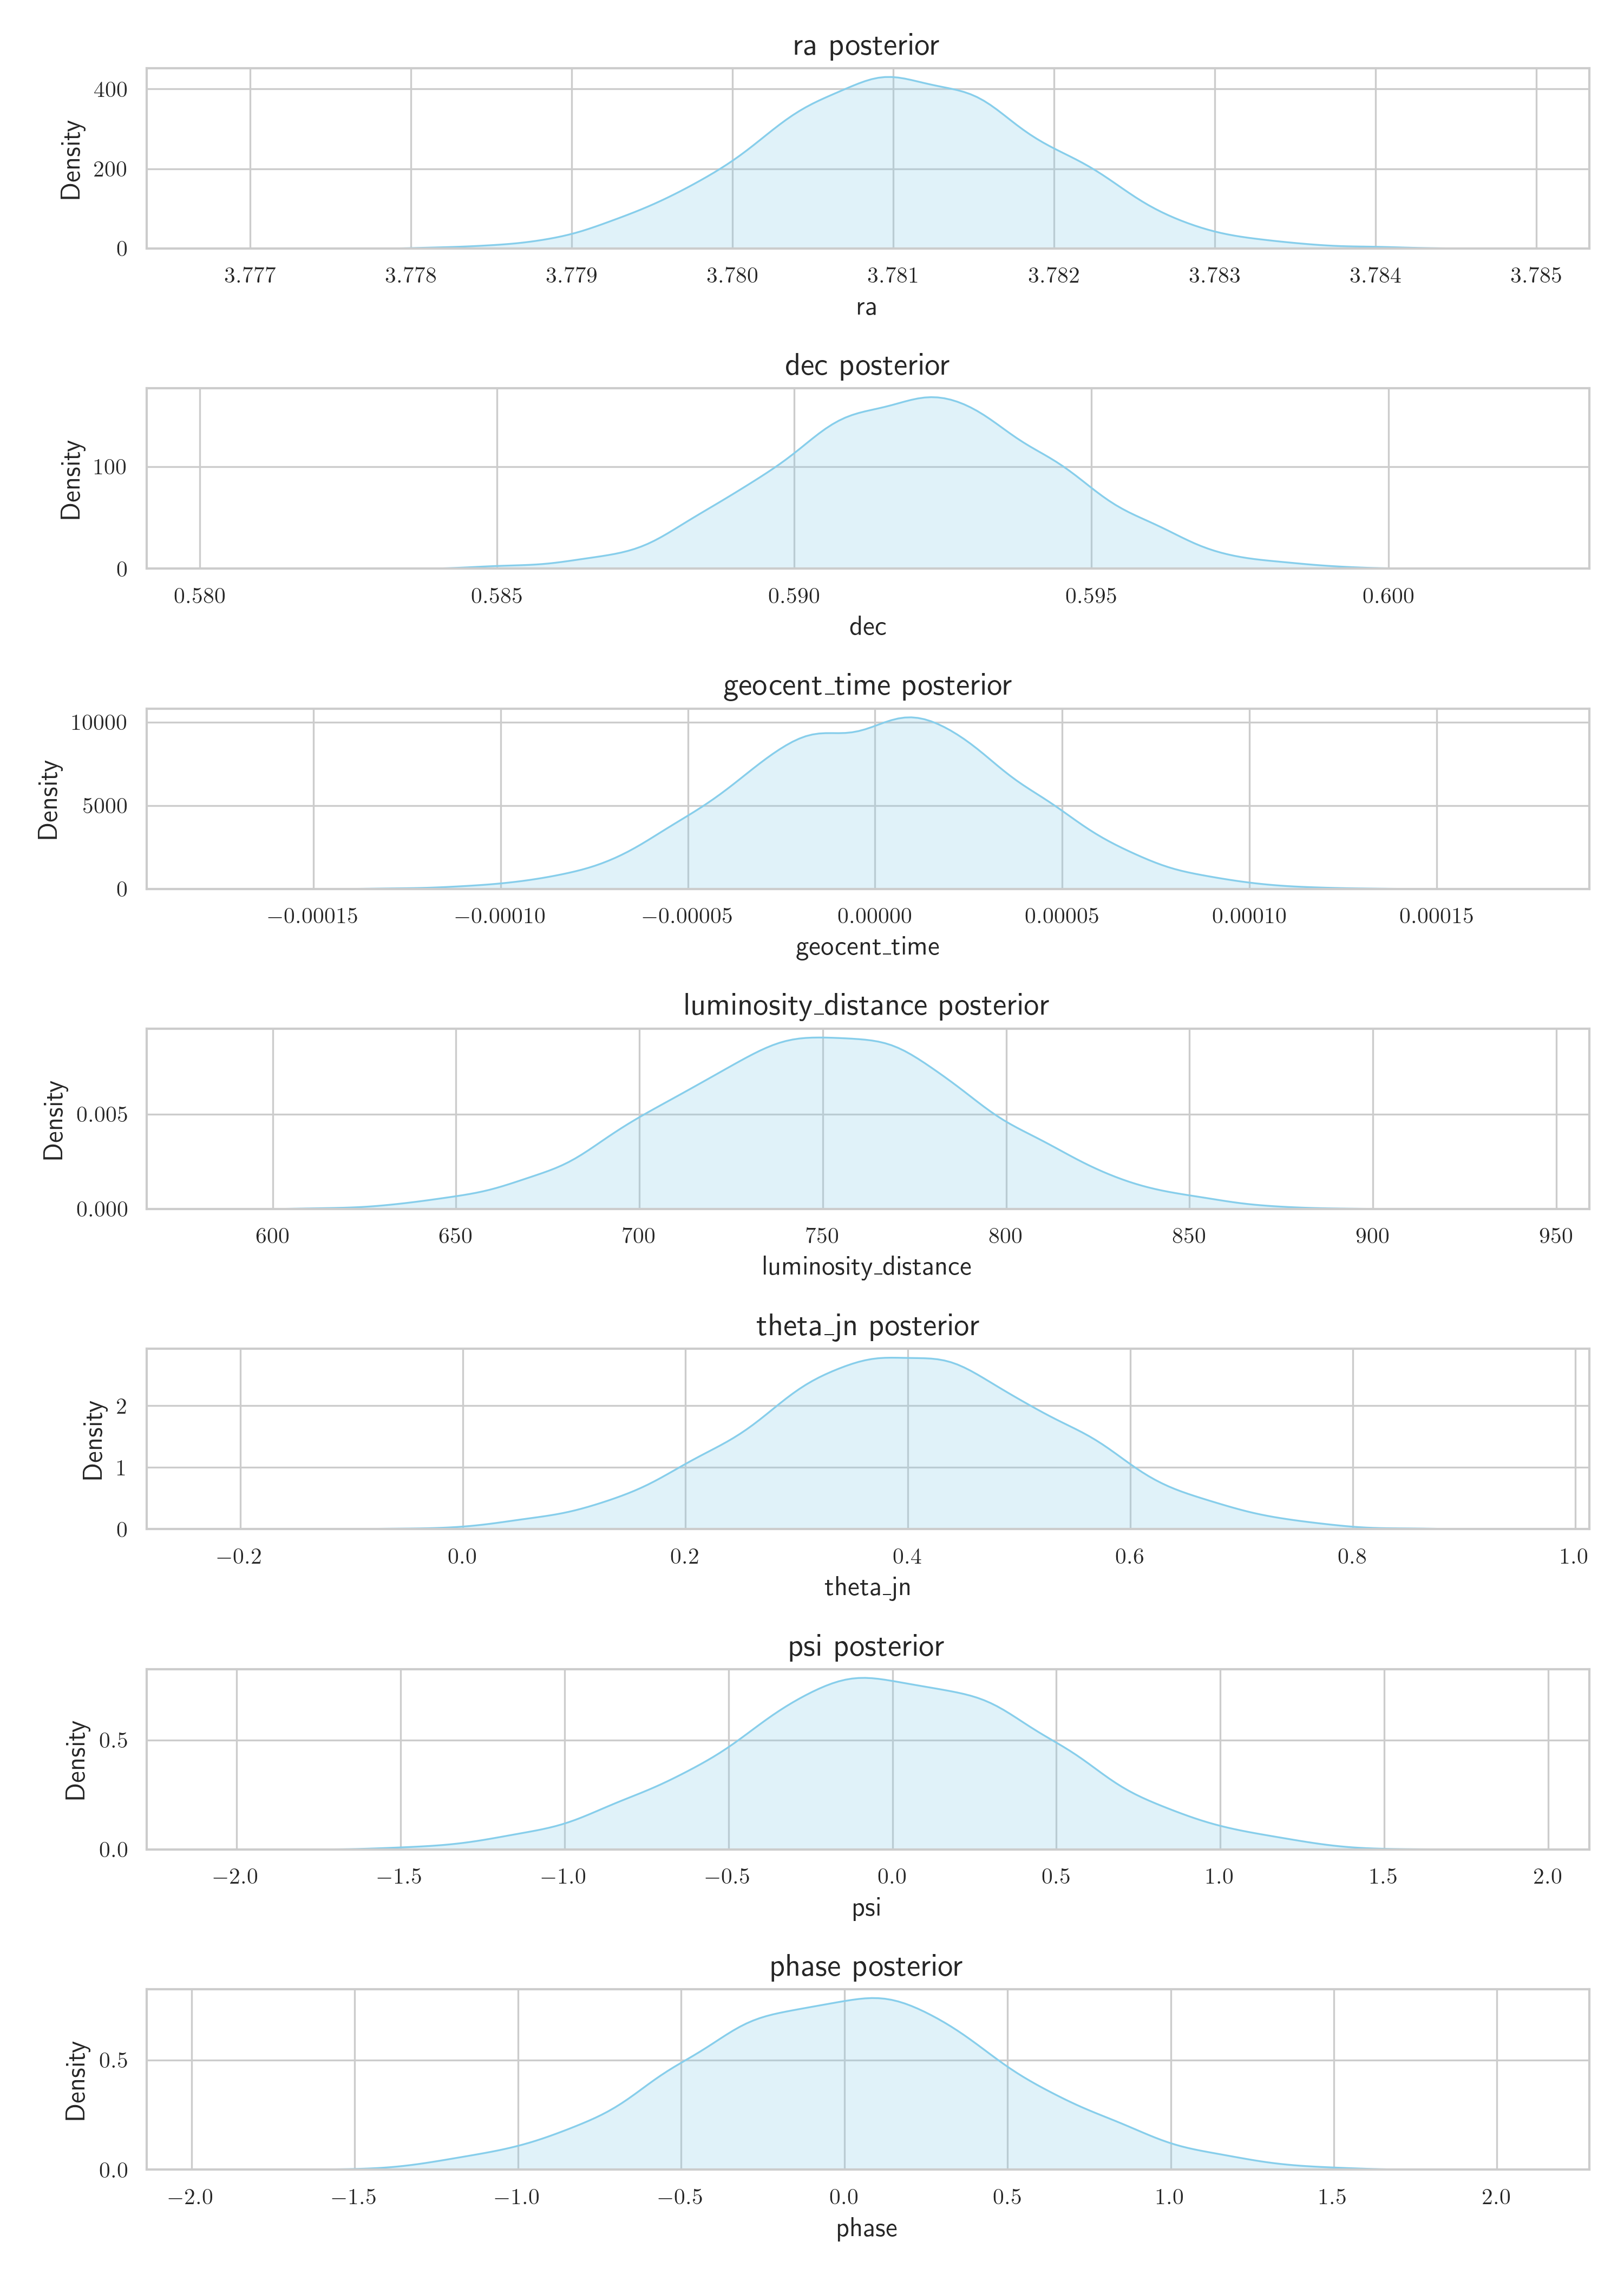 ra posterior
400
200
0
Density
3.777 3.778 3.779 3.780 3.781 3.782 3.783 3.784 3.785
ra
dec posterior
100
0
Density
0.580 0.585 0.590 0.595 0.600
dec
geocent_time posterior
10000
5000
0
Density
−0.00015 −0.00010 −0.00005 0.00000 0.00005 0.00010 0.00015
geocent_time
luminosity_distance posterior
0.005
0.000
Density
600 650 700 750 800 850 900 950
luminosity_distance
theta_jn posterior
2
1
0
Density
−0.2 0.0 0.2 0.4 0.6 0.8 1.0
theta_jn
psi posterior
0.5
0.0
Density
−2.0 −1.5 −1.0 −0.5 0.0 0.5 1.0 1.5 2.0
psi
phase posterior
0.5
0.0
Density
−2.0 −1.5 −1.0 −0.5 0.0 0.5 1.0 1.5 2.0
phase